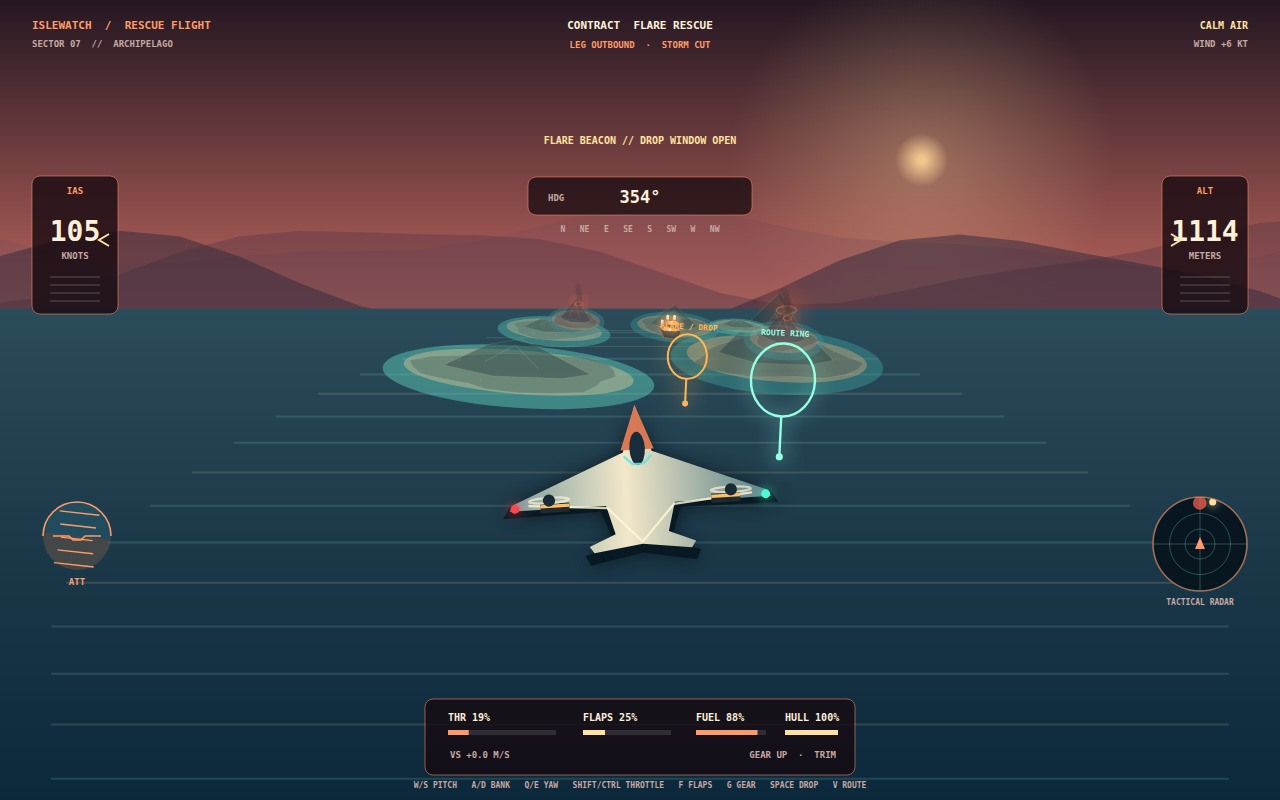 ISLEWATCH / RESCUE FLIGHT
SECTOR 07 // ARCHIPELAGO
CONTRACT FLARE RESCUE
LEG OUTBOUND · STORM CUT
CALM AIR
WIND +6 KT
FLARE BEACON // DROP WINDOW OPEN
HDG 354°
N NE E SE S SW W NW
IAS
105
KNOTS
ALT
1114
METERS
/ DROP
ROUTE RING
ATT
TACTICAL RADAR
THR 19% FLAPS 25% FUEL 88% HULL 100%
VS +0.0 M/S GEAR UP · TRIM
W/S PITCH A/D BANK Q/E YAW SHIFT/CTRL THROTTLE F FLAPS G GEAR SPACE DROP V ROUTE